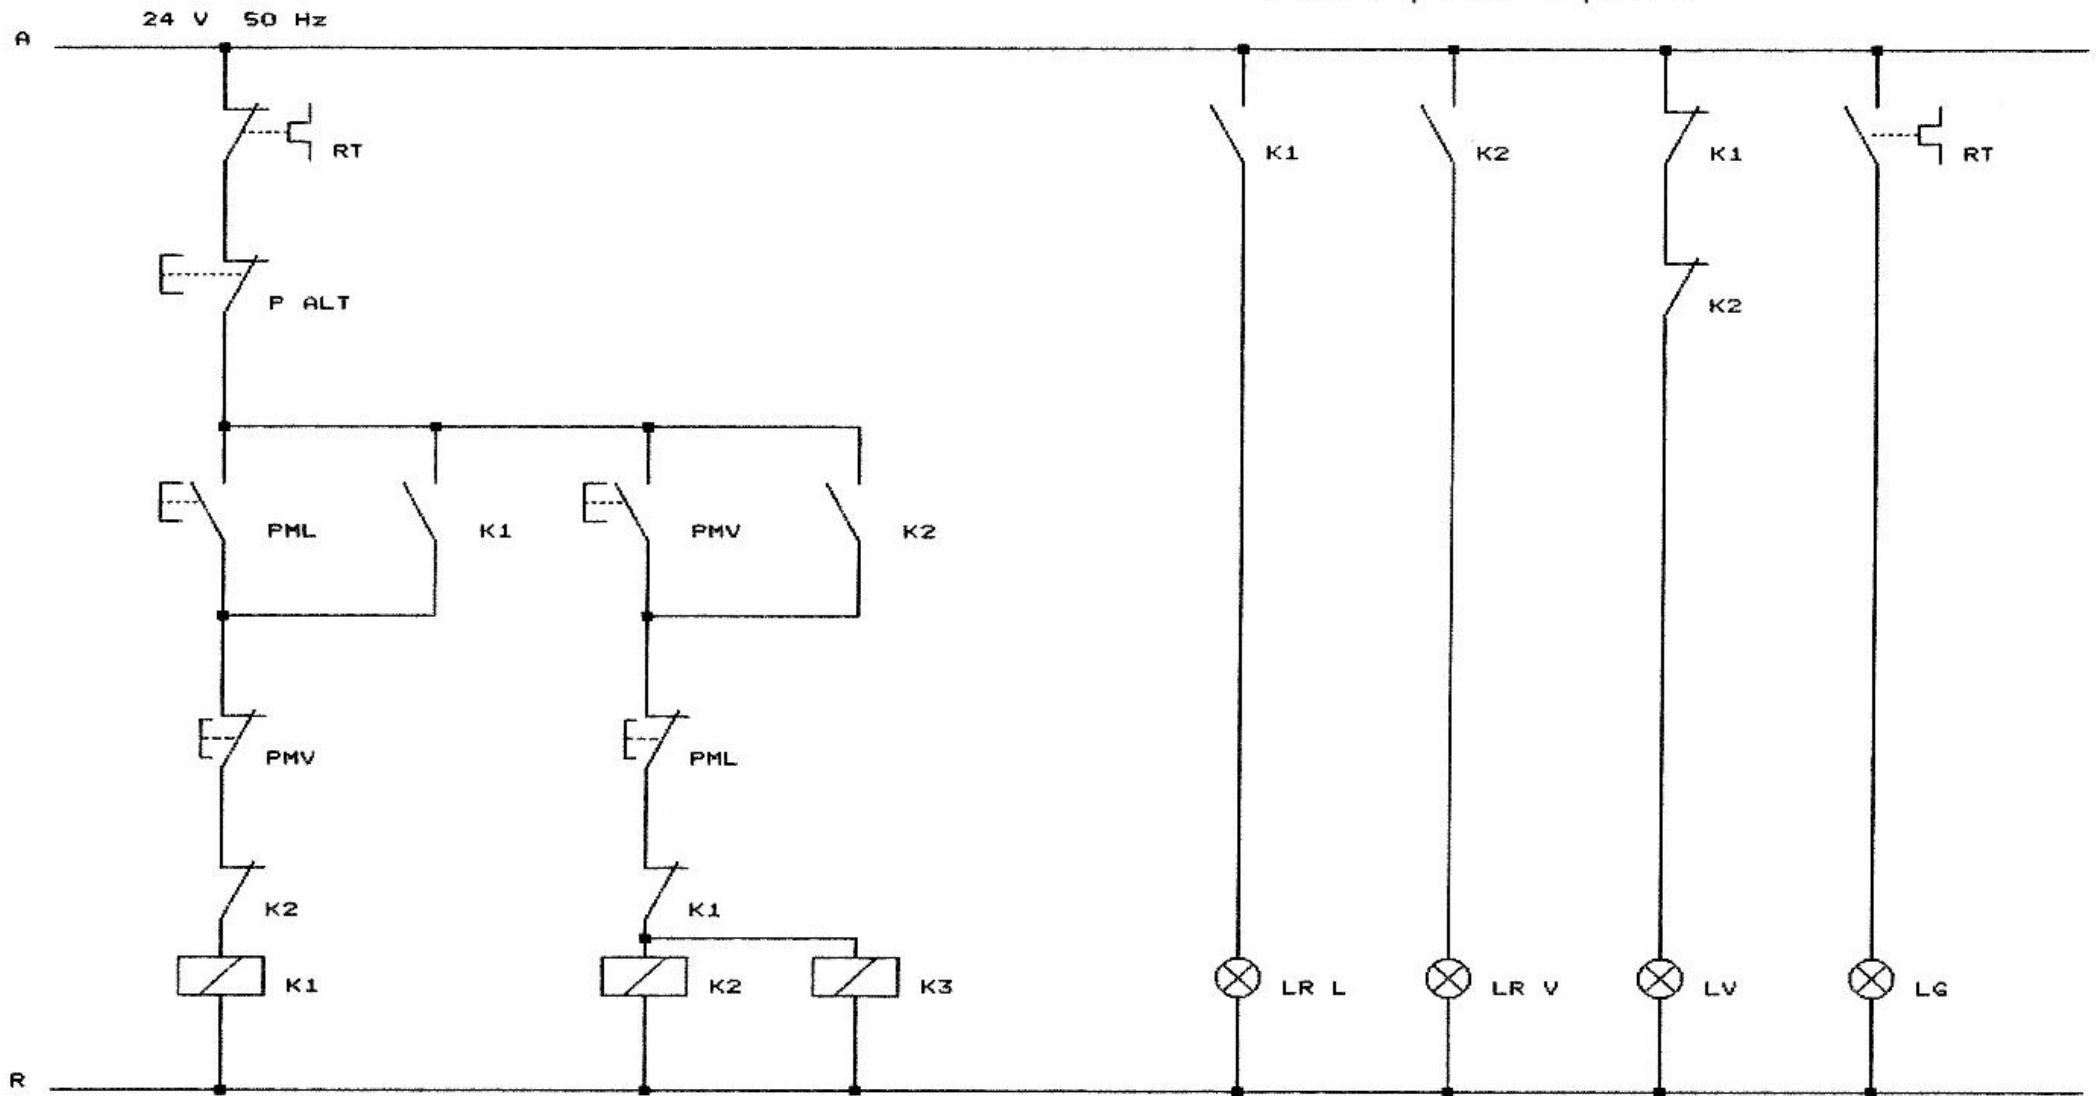 24 V 50 Hz
A
RT
K1
K2
K1
RT
P ALT
K2
PML
K1
PMV
K2
PMV
PML
K2
K1
K1
K2
K3
LR L
LR V
LV
LG
R